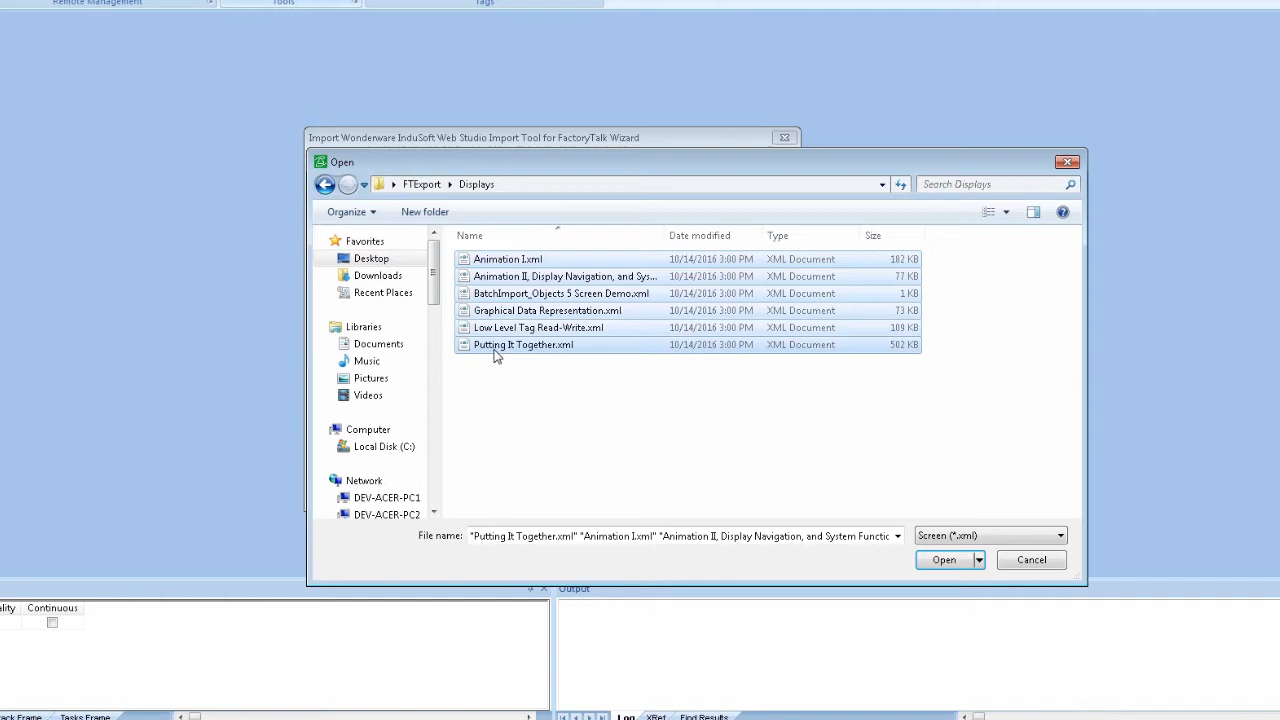 Remote Management Tools Tags
Import Wonderware InduSoft Web Studio Import Tool for FactoryTalk Wizard
Open
FTExport Displays Search Displays
Organize New folder
Name Date modified Type Size
Favorites
Desktop
Downloads
Recent Places
Libraries
Documents
Music
Pictures
Videos
Computer
Local Disk (C:)
Network
DEV-ACER-PC1
DEV-ACER-PC2
Animation I.xml 10/14/2016 3:00 PM XML Document 182 KB
Animation II, Display Navigation, and Sys... 10/14/2016 3:00 PM XML Document 77 KB
BatchImport_Objects 5 Screen Demo.xml 10/14/2016 3:00 PM XML Document 1 KB
Graphical Data Representation.xml 10/14/2016 3:00 PM XML Document 73 KB
Low Level Tag Read-Write.xml 10/14/2016 3:00 PM XML Document 109 KB
Putting It Together.xml 10/14/2016 3:00 PM XML Document 502 KB
File name: "Putting It Together.xml" "Animation I.xml" "Animation II, Display Navigation, and System Functic Screen (*.xml)
Open Cancel
Output
ality Continuous
Tasks Frame Log XRef Find Results